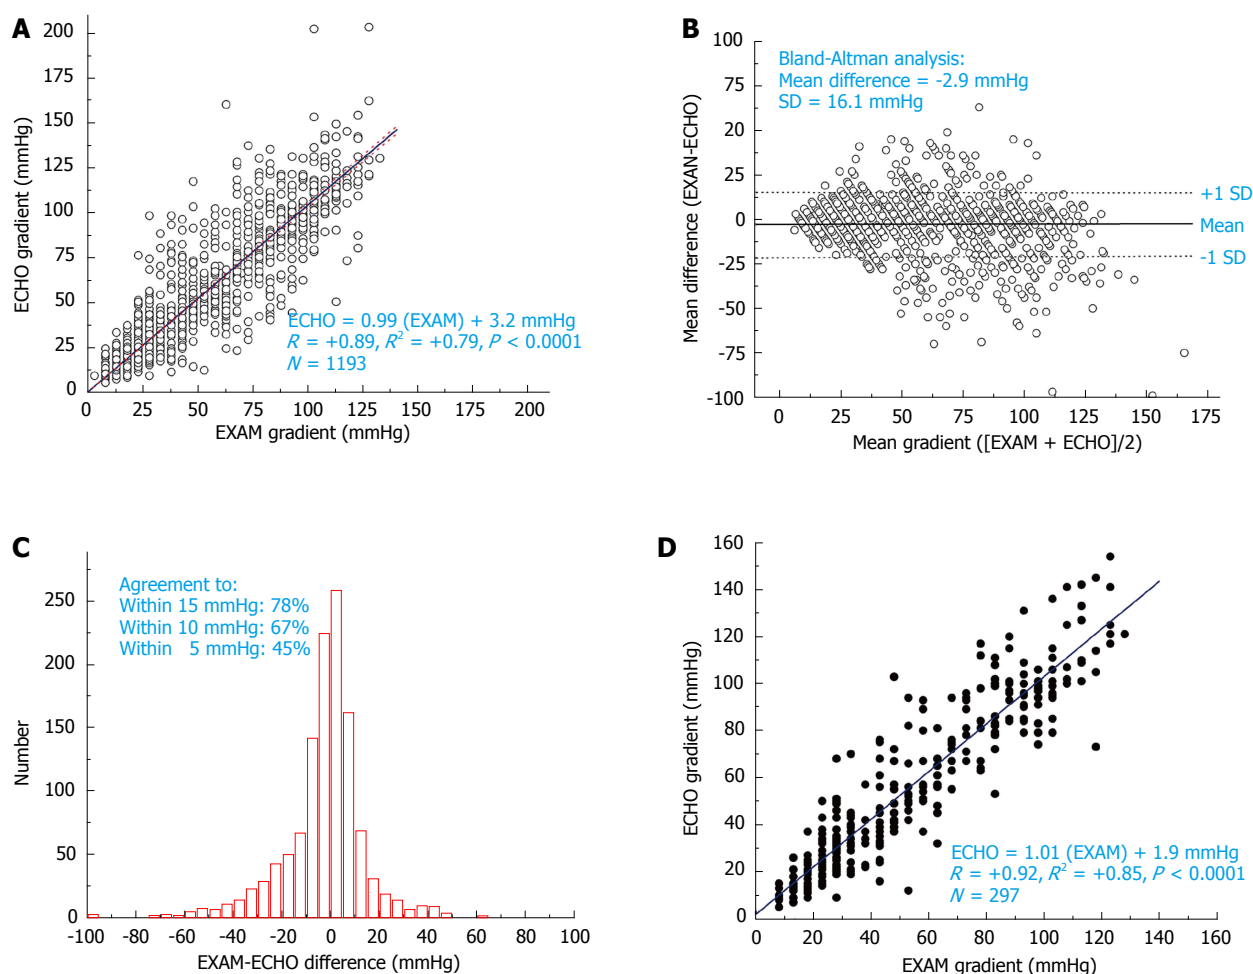 A
200
175
150
125
100
75
50
25
0
ECHO gradient (mmHg)
ECHO = 0.99 (EXAM) + 3.2 mmHg
R = +0.89, R² = +0.79, P < 0.0001
N = 1193
0 25 50 75 100 125 150 175 200
EXAM gradient (mmHg)
B
100
75
50
20
25
0
-25
-50
-75
-100
Mean difference (EXAN-ECHO)
Bland-Altman analysis:
Mean difference = -2.9 mmHg
SD = 16.1 mmHg
+1 SD
Mean
-1 SD
0 25 50 75 100 125 150 175
Mean gradient ([EXAM + ECHO]/2)
C
250
200
150
100
50
0
Number
Agreement to:
Within 15 mmHg: 78%
Within 10 mmHg: 67%
Within 5 mmHg: 45%
-100 -80 -60 -40 -20 0 20 40 60 80 100
EXAM-ECHO difference (mmHg)
D
160
140
120
100
80
60
40
20
0
ECHO gradient (mmHg)
ECHO = 1.01 (EXAM) + 1.9 mmHg
R = +0.92, R² = +0.85, P < 0.0001
N = 297
0 20 40 60 80 100 120 140 160
EXAM gradient (mmHg)